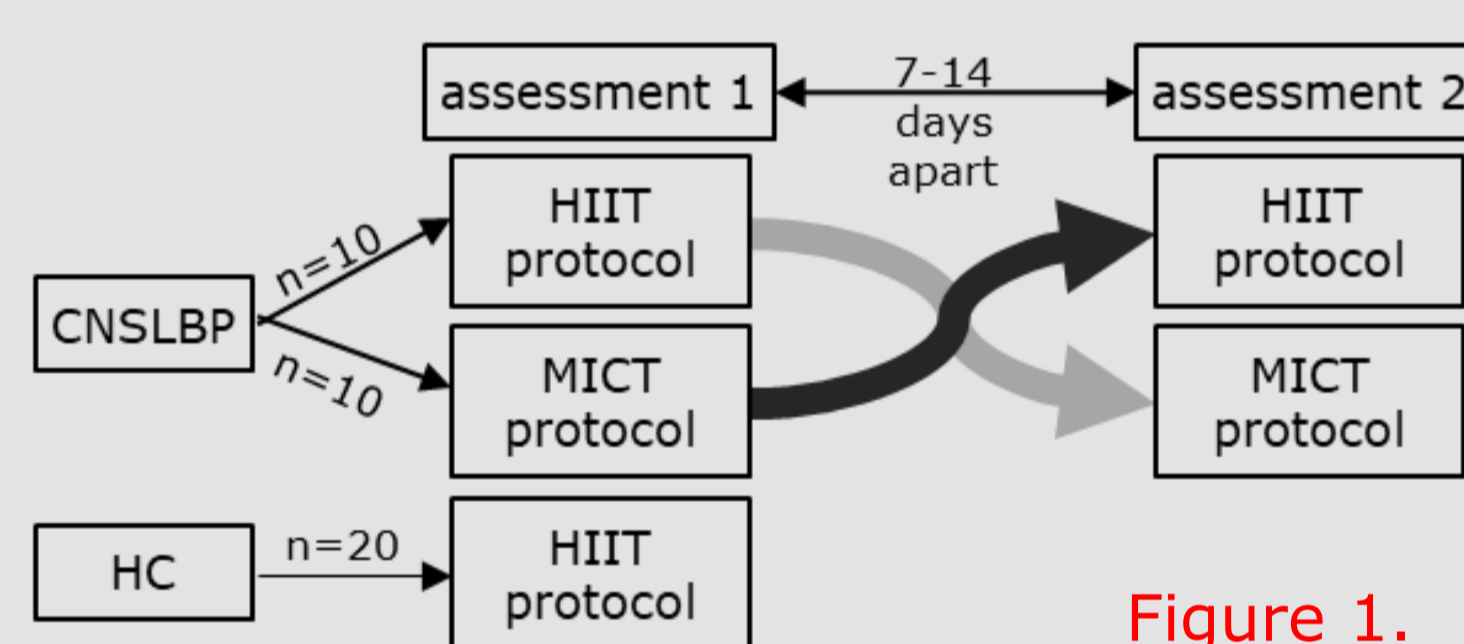 assessment 1
7-14
days
apart
assessment 2
n=10
HIIT
protocol
HIIT
protocol
CNSLBP
n=10
MICT
protocol
MICT
protocol
HC
n=20
HIIT
protocol
Figure 1.